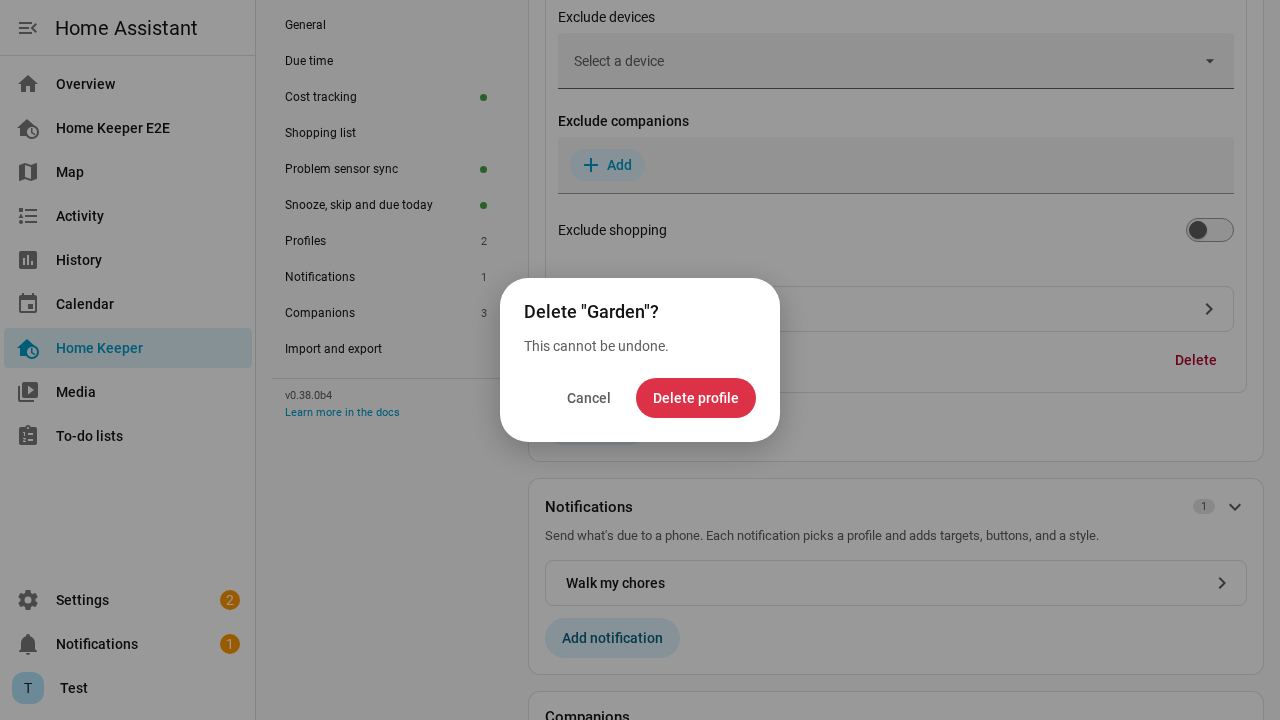 Home Assistant
Overview
Home Keeper E2E
Map
Activity
History
Calendar
Home Keeper
Media
To-do lists
Settings
2
Notifications
1
T
Test
General
Due time
Cost tracking
Shopping list
Problem sensor sync
Snooze, skip and due today
Profiles
2
Notifications
1
Companions
3
Import and export
v0.38.0b4
Learn more in the docs
Exclude devices
Select a device
Exclude companions
Add
Exclude shopping
Delete
Delete "Garden"?
This cannot be undone.
Cancel
Delete profile
Notifications
1
Send what's due to a phone. Each notification picks a profile and adds targets, buttons, and a style.
Walk my chores
Add notification
Companions